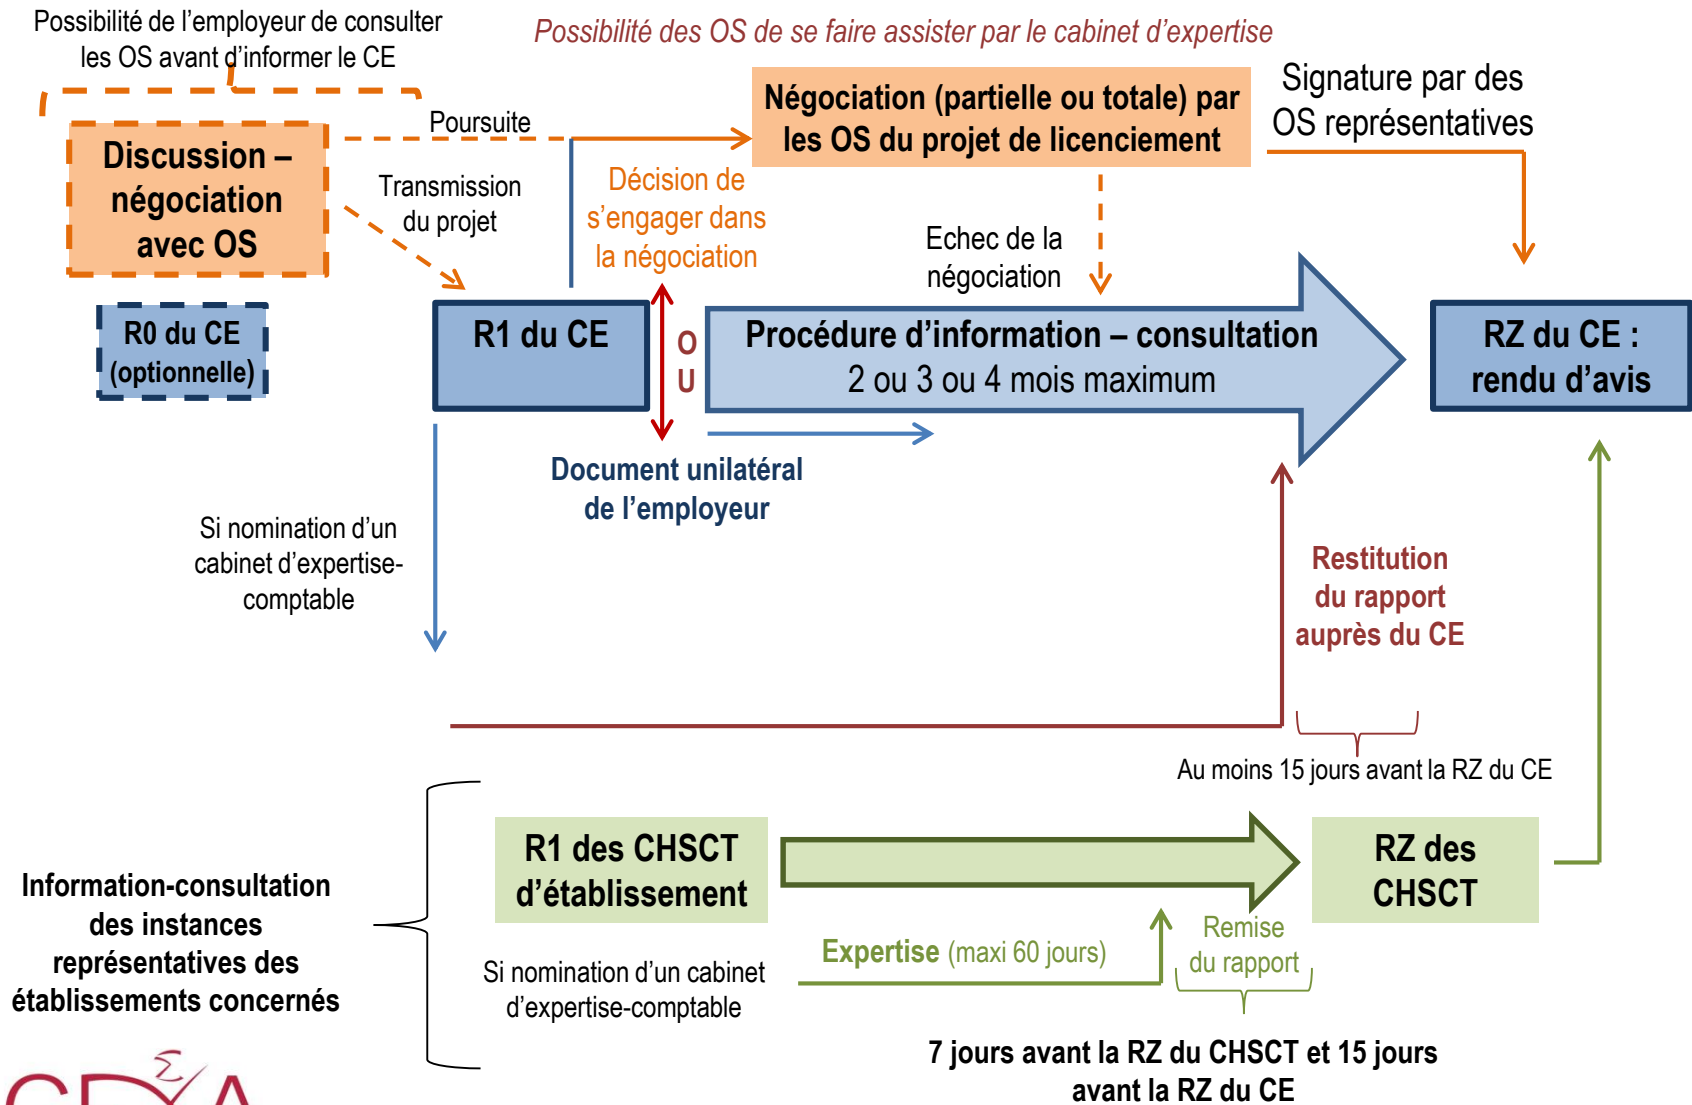 Possibilité de l'employeur de consulter
les OS avant d'informer le CE
Possibilité des OS de se faire assister par le cabinet d'expertise
Discussion –
négociation
avec OS
Poursuite
Transmission
du projet
Négociation (partielle ou totale) par
les OS du projet de licenciement
Signature par des
OS représentatives
Décision de
s'engager dans
la négociation
Echec de la
négociation
R0 du CE
(optionnelle)
R1 du CE
O
U
Procédure d'information – consultation
2 ou 3 ou 4 mois maximum
RZ du CE :
rendu d'avis
Document unilatéral
de l'employeur
Si nomination d'un
cabinet d'expertise-
comptable
Restitution
du rapport
auprès du CE
Au moins 15 jours avant la RZ du CE
Information-consultation
des instances
représentatives des
établissements concernés
R1 des CHSCT
d'établissement
RZ des
CHSCT
Si nomination d'un cabinet
d'expertise-comptable
Expertise (maxi 60 jours)
Remise
du rapport
7 jours avant la RZ du CHSCT et 15 jours
avant la RZ du CE